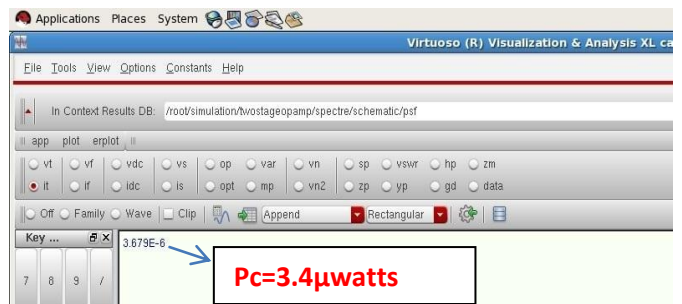 Applications Places System
Virtuoso (R) Visualization & Analysis XL ca
File Tools View Options Constants Help
In Context Results DB: /root/simulation/twostageopamp/spectre/schematic/psf
app plot erplot
vt vf vdc vs op var vn sp vswr hp zm
it if idc is opt mp vn2 zp yp gd data
Off Family Wave Clip Append Rectangular
Key ...
3.679E-6
Pc=3.4µwatts
7 8 9 /